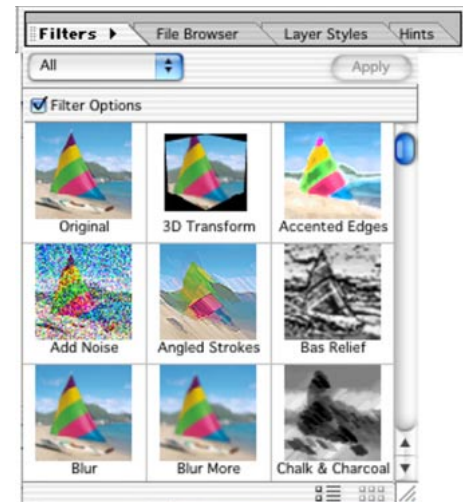 Filters File Browser Layer Styles Hints
All Apply
Filter Options
Original 3D Transform Accented Edges
Add Noise Angled Strokes Bas Relief
Blur Blur More Chalk & Charcoal